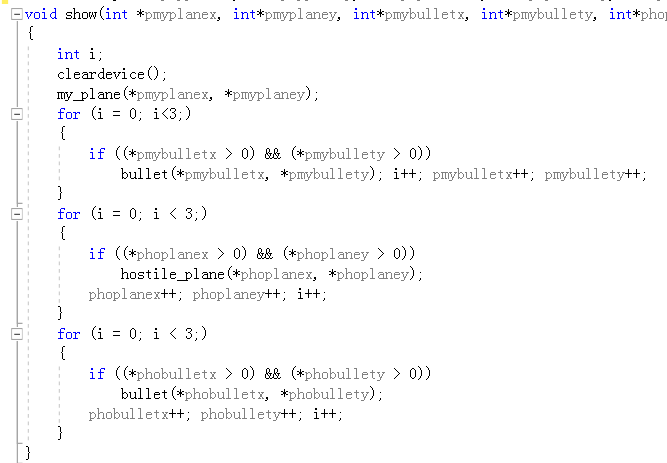 void show(int *pmyplanex, int*pmyplaney, int*pmybulletx, int*pmybullety, int*phop
{
int i;
cleardevice();
my_plane(*pmyplanex, *pmyplaney);
for (i = 0; i<3;)
{
if ((*pmybulletx > 0) && (*pmybullety > 0))
bullet(*pmybulletx, *pmybullety); i++; pmybulletx++; pmybullety++;
}
for (i = 0; i < 3;)
{
if ((*phoplanex > 0) && (*phoplaney > 0))
hostile_plane(*phoplanex, *phoplaney);
phoplanex++; phoplaney++; i++;
}
for (i = 0; i < 3;)
{
if ((*phobulletx > 0) && (*phobullety > 0))
bullet(*phobulletx, *phobullety);
phobulletx++; phobullety++; i++;
}
}